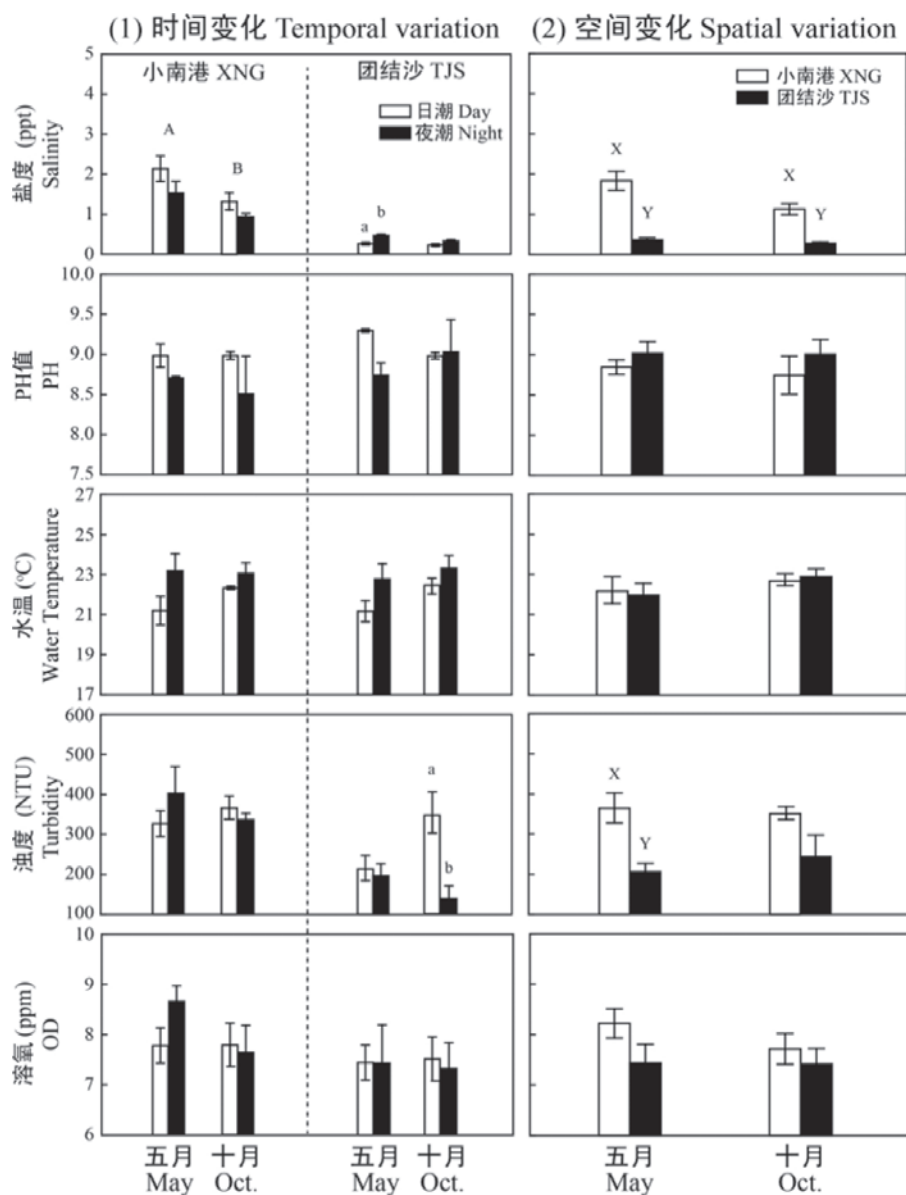 (1) 时间变化 Temporal variation
(2) 空间变化 Spatial variation
小南港 XNG
团结沙 TJS
日潮 Day
夜潮 Night
小南港 XNG
团结沙 TJS
盐度 (ppt)
Salinity
5
4
3
2
1
0
A
B
a
b
X
Y
X
Y
PH值
PH
10.0
9.5
9.0
8.5
8.0
7.5
水温 (°C)
Water Temperature
27
25
23
21
19
17
浊度 (NTU)
Turbidity
600
500
400
300
200
100
a
b
X
Y
溶氧 (ppm)
OD
10
9
8
7
6
五月 十月 五月 十月 五月 十月
May Oct. May Oct. May Oct.